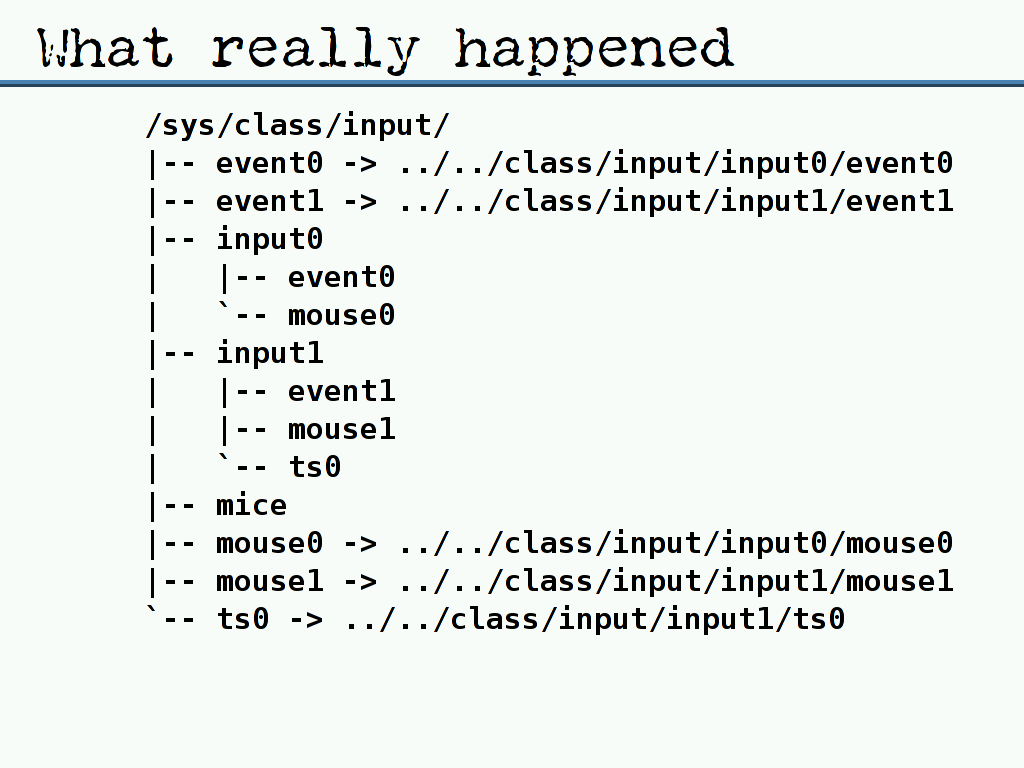 What really happened
/sys/class/input/
|-- event0 -> ../../class/input/input0/event0
|-- event1 -> ../../class/input/input1/event1
|-- input0
|   |-- event0
|   `-- mouse0
|-- input1
|   |-- event1
|   |-- mouse1
|   `-- ts0
|-- mice
|-- mouse0 -> ../../class/input/input0/mouse0
|-- mouse1 -> ../../class/input/input1/mouse1
`-- ts0 -> ../../class/input/input1/ts0